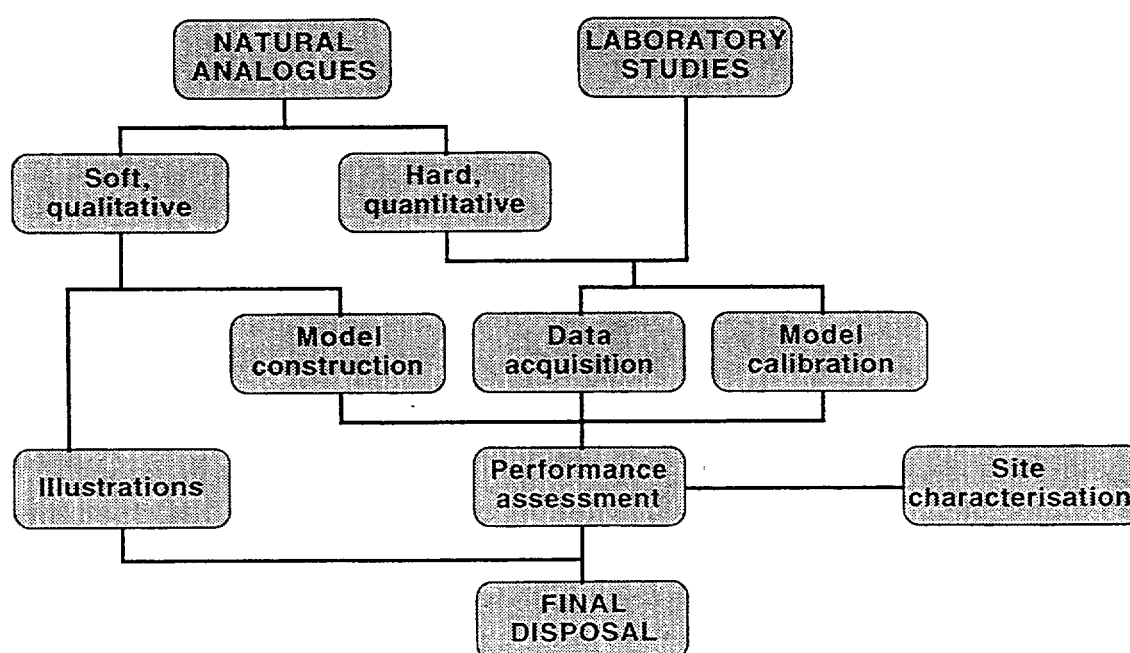 NATURAL
ANALOGUES
LABORATORY
STUDIES
Soft,
qualitative
Hard,
quantitative
Model
construction
Data
acquisition
Model
calibration
Illustrations
Performance
assessment
Site
characterisation
FINAL
DISPOSAL